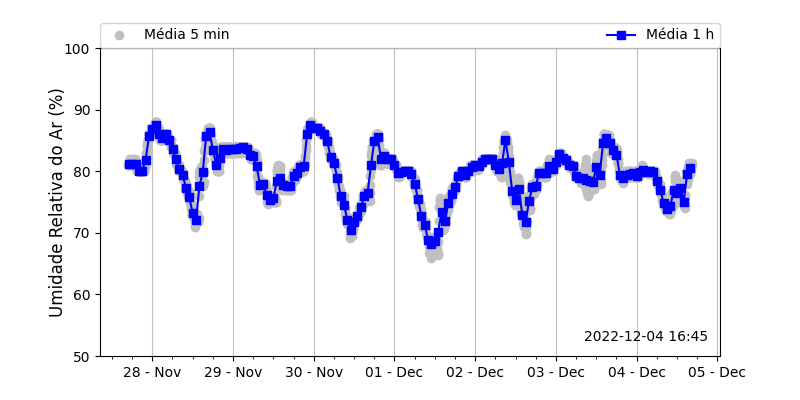 Média 5 min
Média 1 h
Umidade Relativa do Ar (%)
100
90
80
70
60
50
2022-12-04 16:45
28 - Nov
29 - Nov
30 - Nov
01 - Dec
02 - Dec
03 - Dec
04 - Dec
05 - Dec